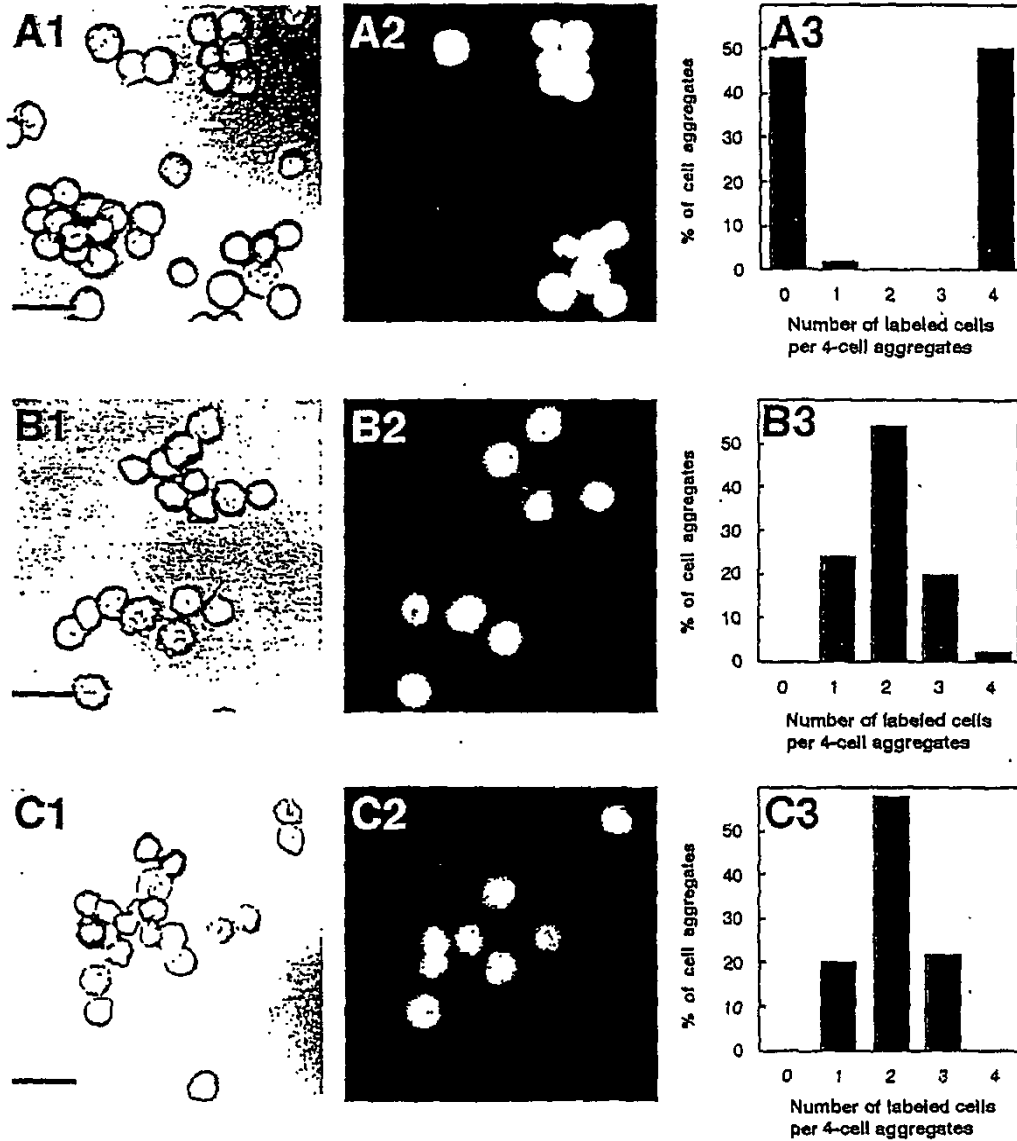 A1
A2
A3
% of cell aggregates
50
40
30
20
10
0
0 1 2 3 4
Number of labeled cells
per 4-cell aggregates
B1
B2
B3
% of cell aggregates
50
40
30
20
10
0
0 1 2 3 4
Number of labeled cells
per 4-cell aggregates
C1
C2
C3
% of cell aggregates
50
40
30
20
10
0
0 1 2 3 4
Number of labeled cells
per 4-cell aggregates